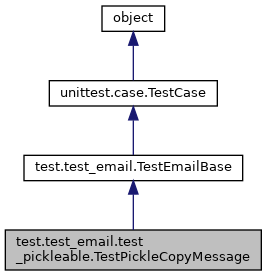 object
unittest.case.TestCase
test.test_email.TestEmailBase
test.test_email.test
_pickleable.TestPickleCopyMessage